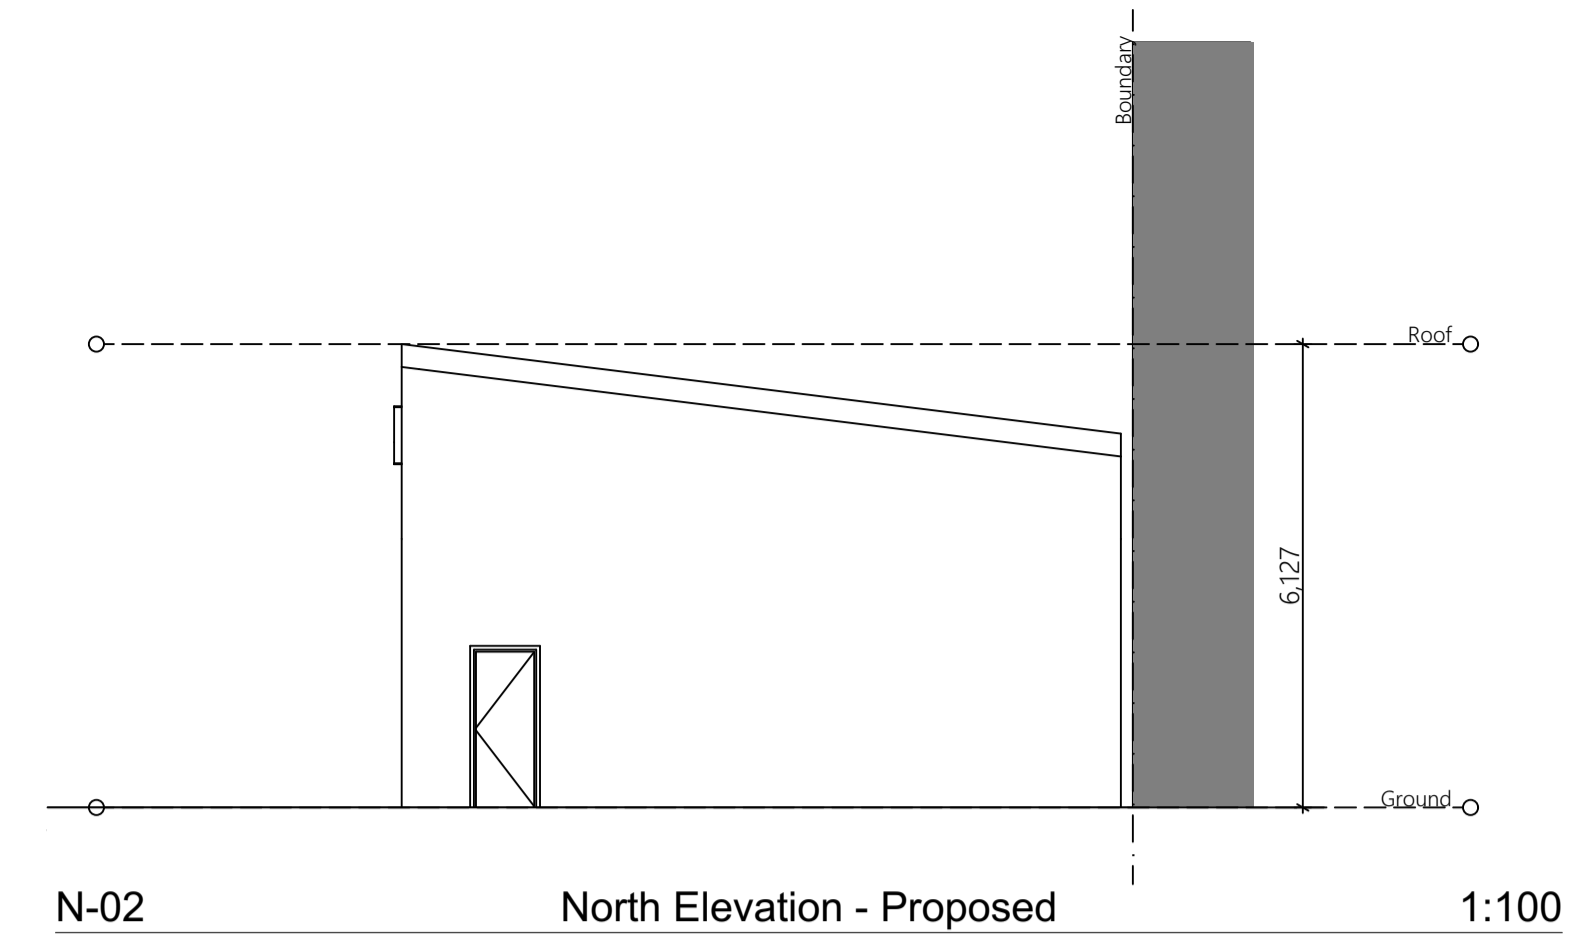 Boundary
Roof
6,127
Ground
N-02 North Elevation - Proposed 1:100